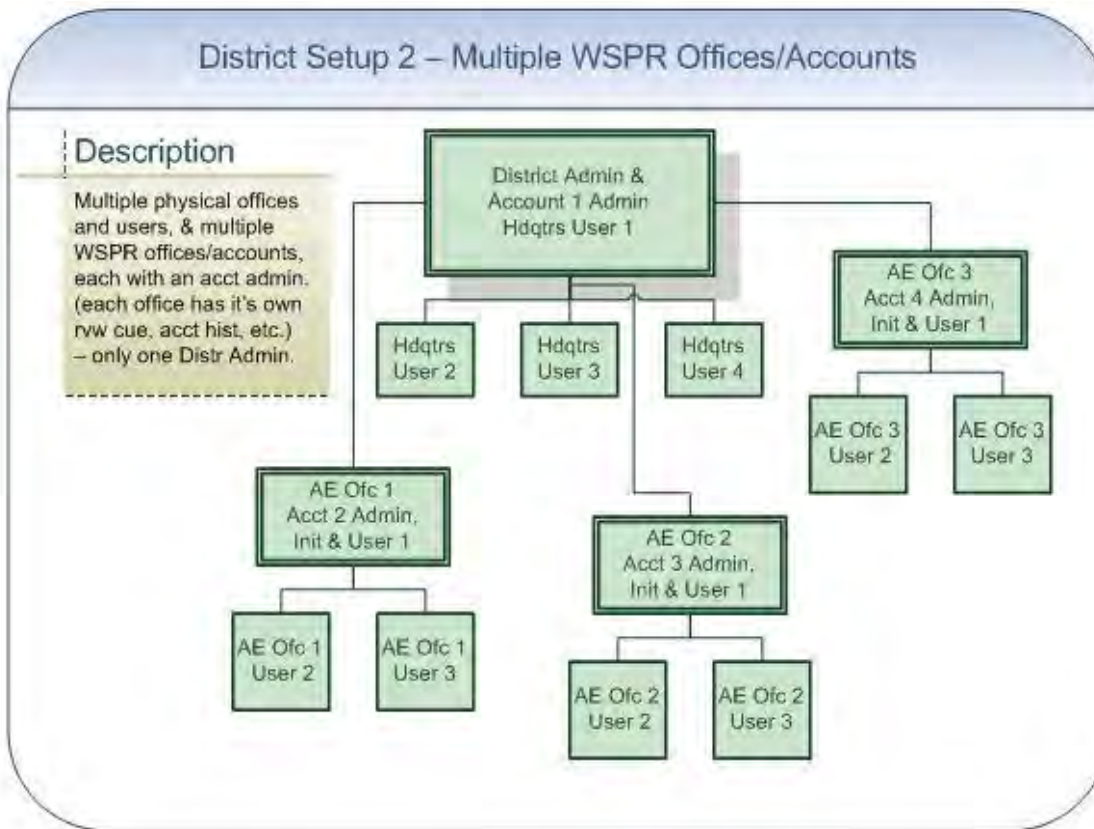 District Setup 2 – Multiple WSPR Offices/Accounts
Description
Multiple physical offices
and users, & multiple
WSPR offices/accounts,
each with an acct admin.
(each office has it's own
rvw cue, acct hist, etc.)
– only one Distr Admin.
District Admin &
Account 1 Admin
Hdqtrs User 1
Hdqtrs
User 2
Hdqtrs
User 3
Hdqtrs
User 4
AE Ofc 3
Acct 4 Admin,
Init & User 1
AE Ofc 3
User 2
AE Ofc 3
User 3
AE Ofc 1
Acct 2 Admin,
Init & User 1
AE Ofc 1
User 2
AE Ofc 1
User 3
AE Ofc 2
Acct 3 Admin,
Init & User 1
AE Ofc 2
User 2
AE Ofc 2
User 3